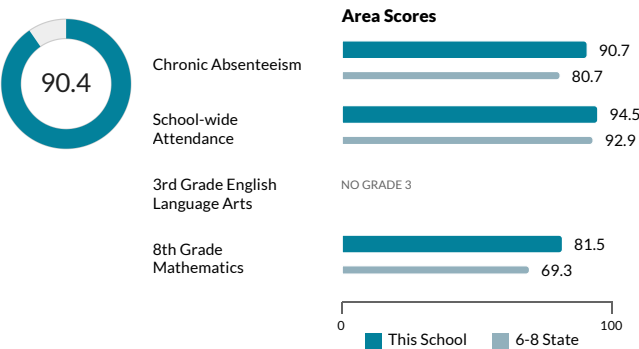 Area Scores
90.4
Chronic Absenteeism
90.7
80.7
School-wide
Attendance
94.5
92.9
3rd Grade English
Language Arts
NO GRADE 3
8th Grade
Mathematics
81.5
69.3
0
100
This School
6-8 State